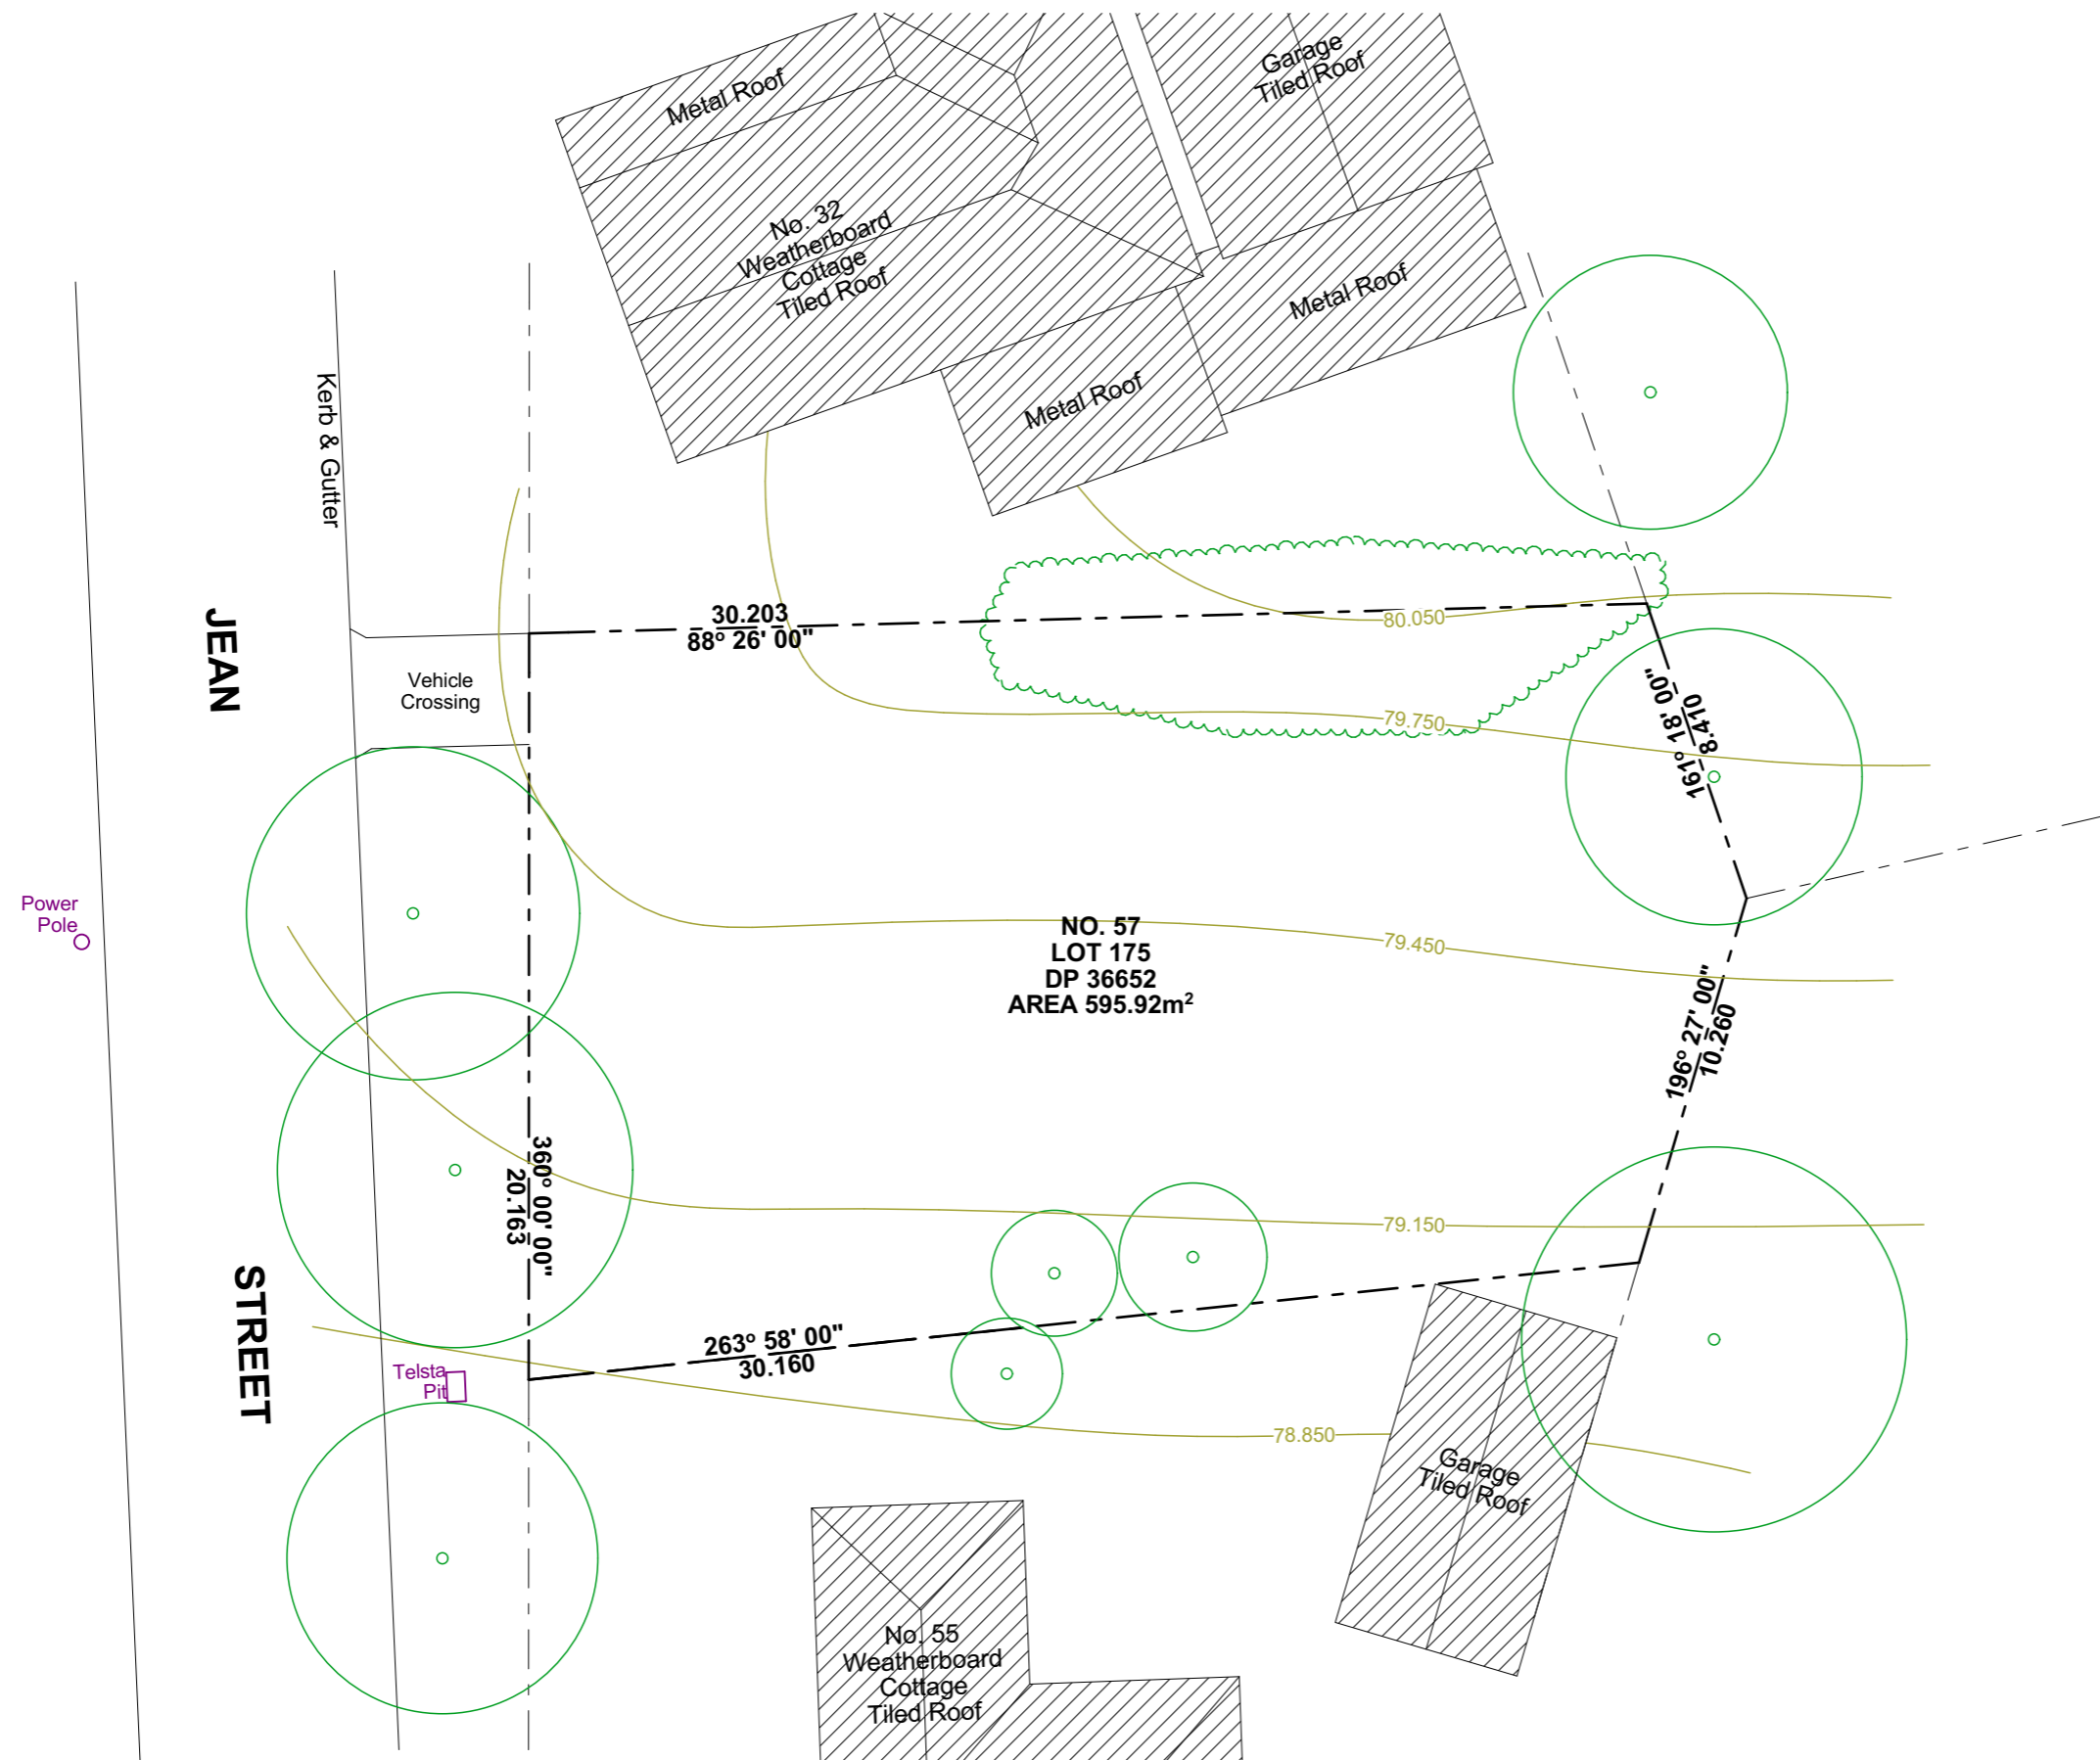 Garage
Tiled Roof
Metal Roof
No. 32
Weatherboard
Cottage
Tiled Roof
Metal Roof
Metal Roof
Kerb & Gutter
30.203
88° 26' 00"
80.050
JEAN
Vehicle
Crossing
161° 18' 00"
8.410
79.750
Power
Pole
NO. 57
LOT 175
DP 36652
AREA 595.92m²
79.450
196° 27' 00"
10.260
360° 00' 00"
20.163
79.150
STREET
263° 58' 00"
30.160
Telsta
Pit
78.850
Garage
Tiled Roof
No. 55
Weatherboard
Cottage
Tiled Roof